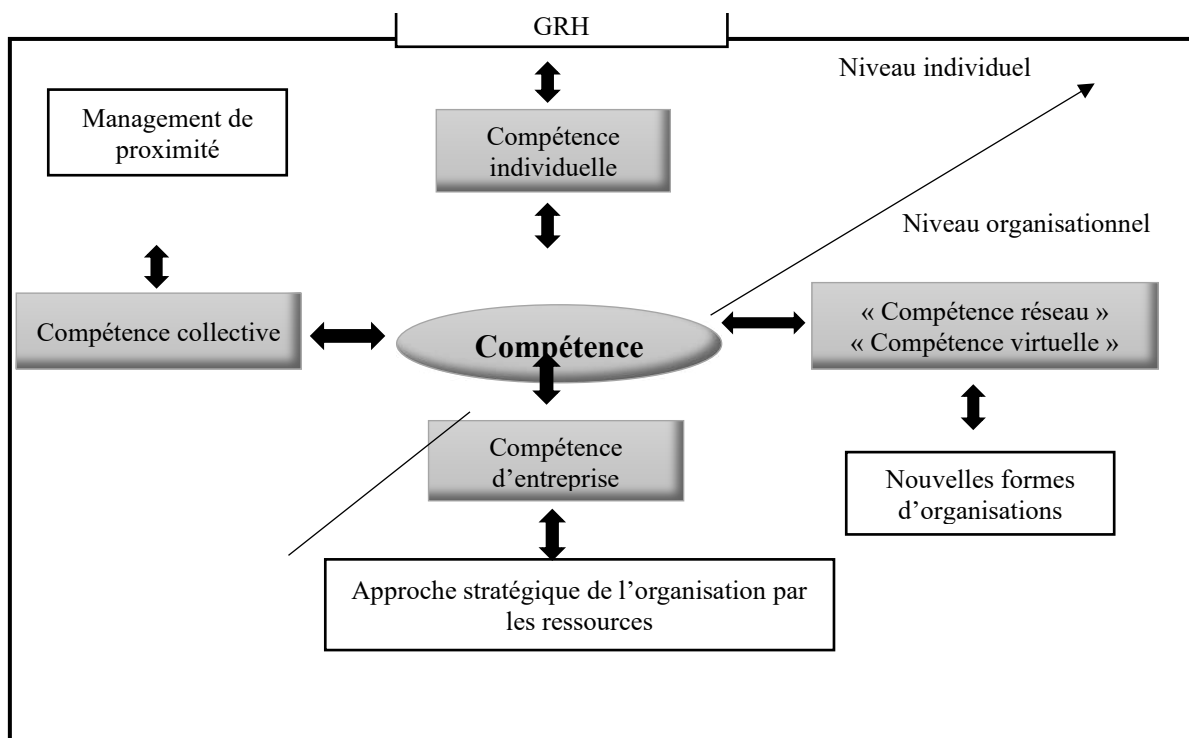 GRH
Niveau individuel
Management de
proximité
Compétence
individuelle
Niveau organisationnel
Compétence collective
Compétence
« Compétence réseau »
« Compétence virtuelle »
Compétence
d’entreprise
Nouvelles formes
d’organisations
Approche stratégique de l’organisation par
les ressources